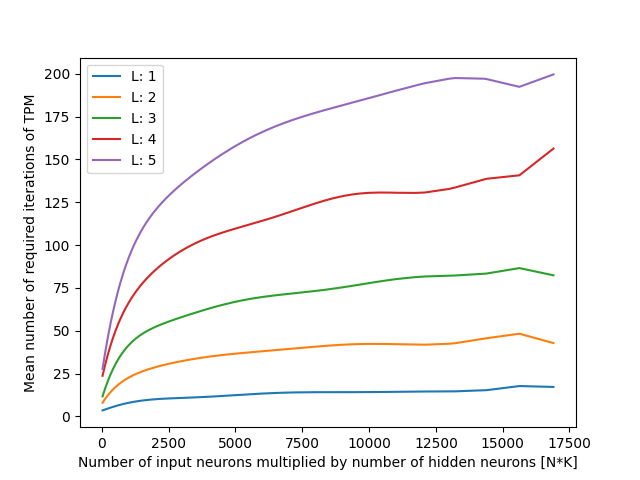 Mean number of required iterations of TPM
200
175
150
125
100
75
50
25
0
L: 1
L: 2
L: 3
L: 4
L: 5
0 2500 5000 7500 10000 12500 15000 17500
Number of input neurons multiplied by number of hidden neurons [N*K]